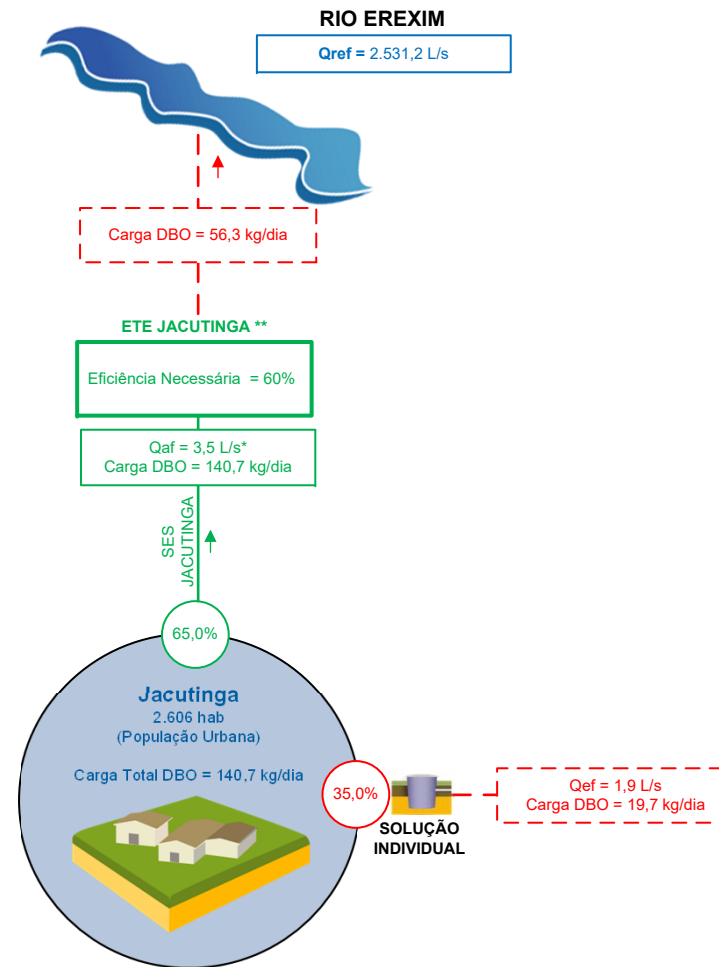 RIO EREXIM
Qref = 2.531,2 L/s
Carga DBO = 56,3 kg/dia
ETE JACUTINGA **
Eficiência Necessária = 60%
Qaf = 3,5 L/s*
Carga DBO = 140,7 kg/dia
SES
JACUTINGA
65,0%
Jacutinga
2.606 hab
(População Urbana)
Carga Total DBO = 140,7 kg/dia
35,0%
SOLUÇÃO
INDIVIDUAL
Qef = 1,9 L/s
Carga DBO = 19,7 kg/dia